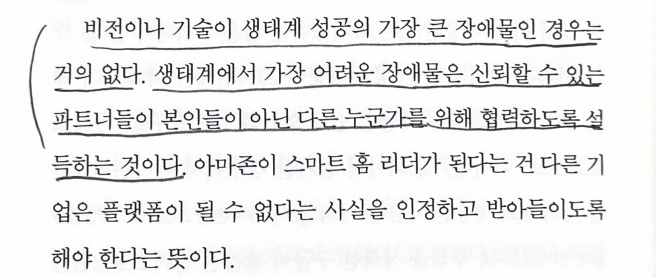 비전이나 기술이 생태계 성공의 가장 큰 장애물인 경우는
거의 없다. 생태계에서 가장 어려운 장애물은 신뢰할 수 있는
파트너들이 본인들이 아닌 다른 누군가를 위해 협력하도록 설
득하는 것이다. 아마존이 스마트 홈 리더가 된다는 건 다른 기
업은 플랫폼이 될 수 없다는 사실을 인정하고 받아들이도록
해야 한다는 뜻이다.